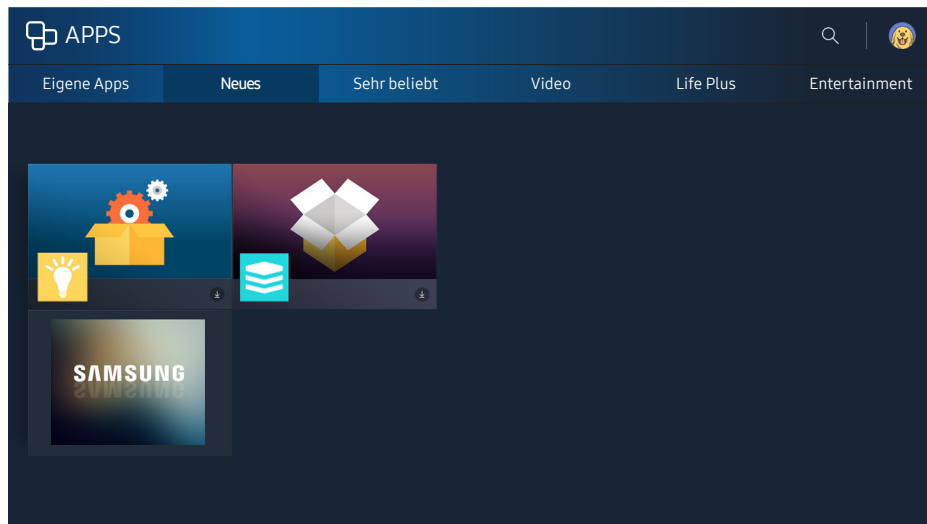 APPS
Eigene Apps Neues Sehr beliebt Video Life Plus Entertainment
SAMSUNG